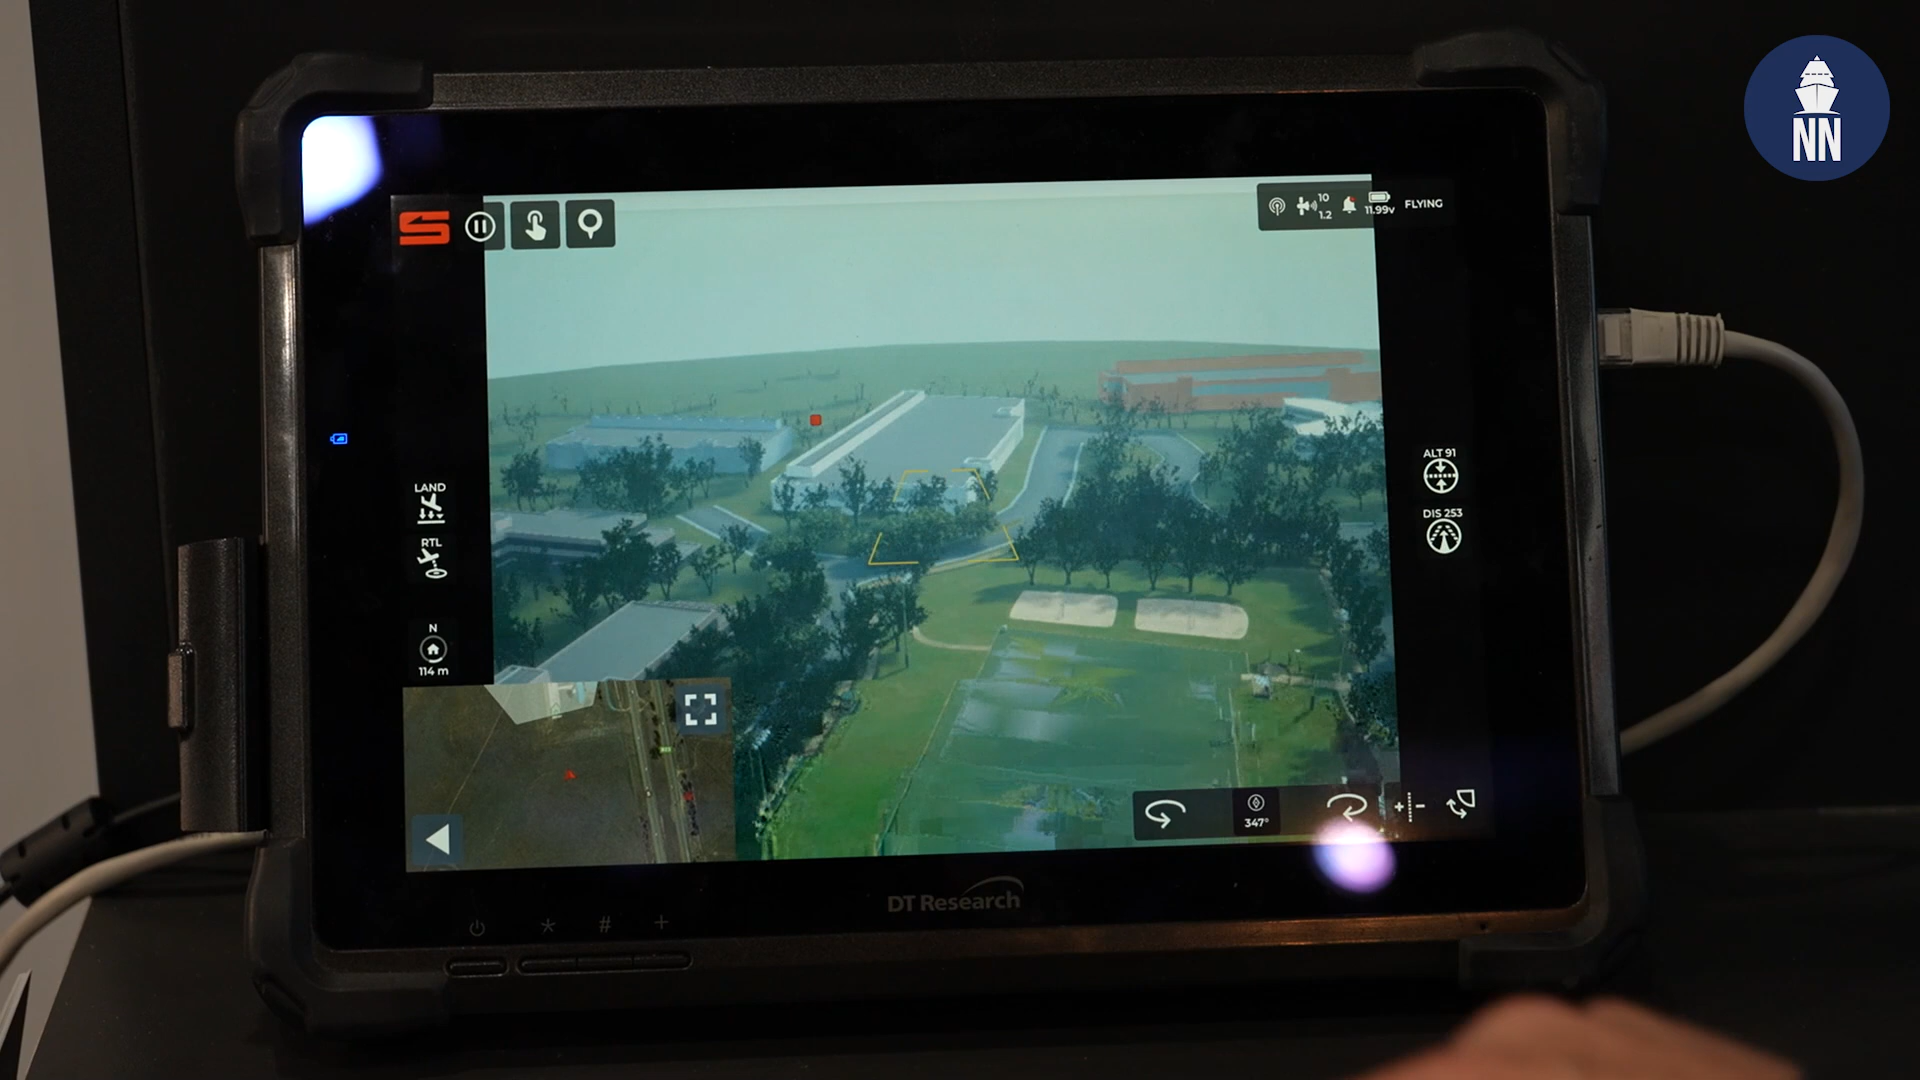 NN
10
1.2
11.99v
FLYING
LAND
RTL
N
114 m
ALT 91
DIS 253
347°
DT Research
* # +